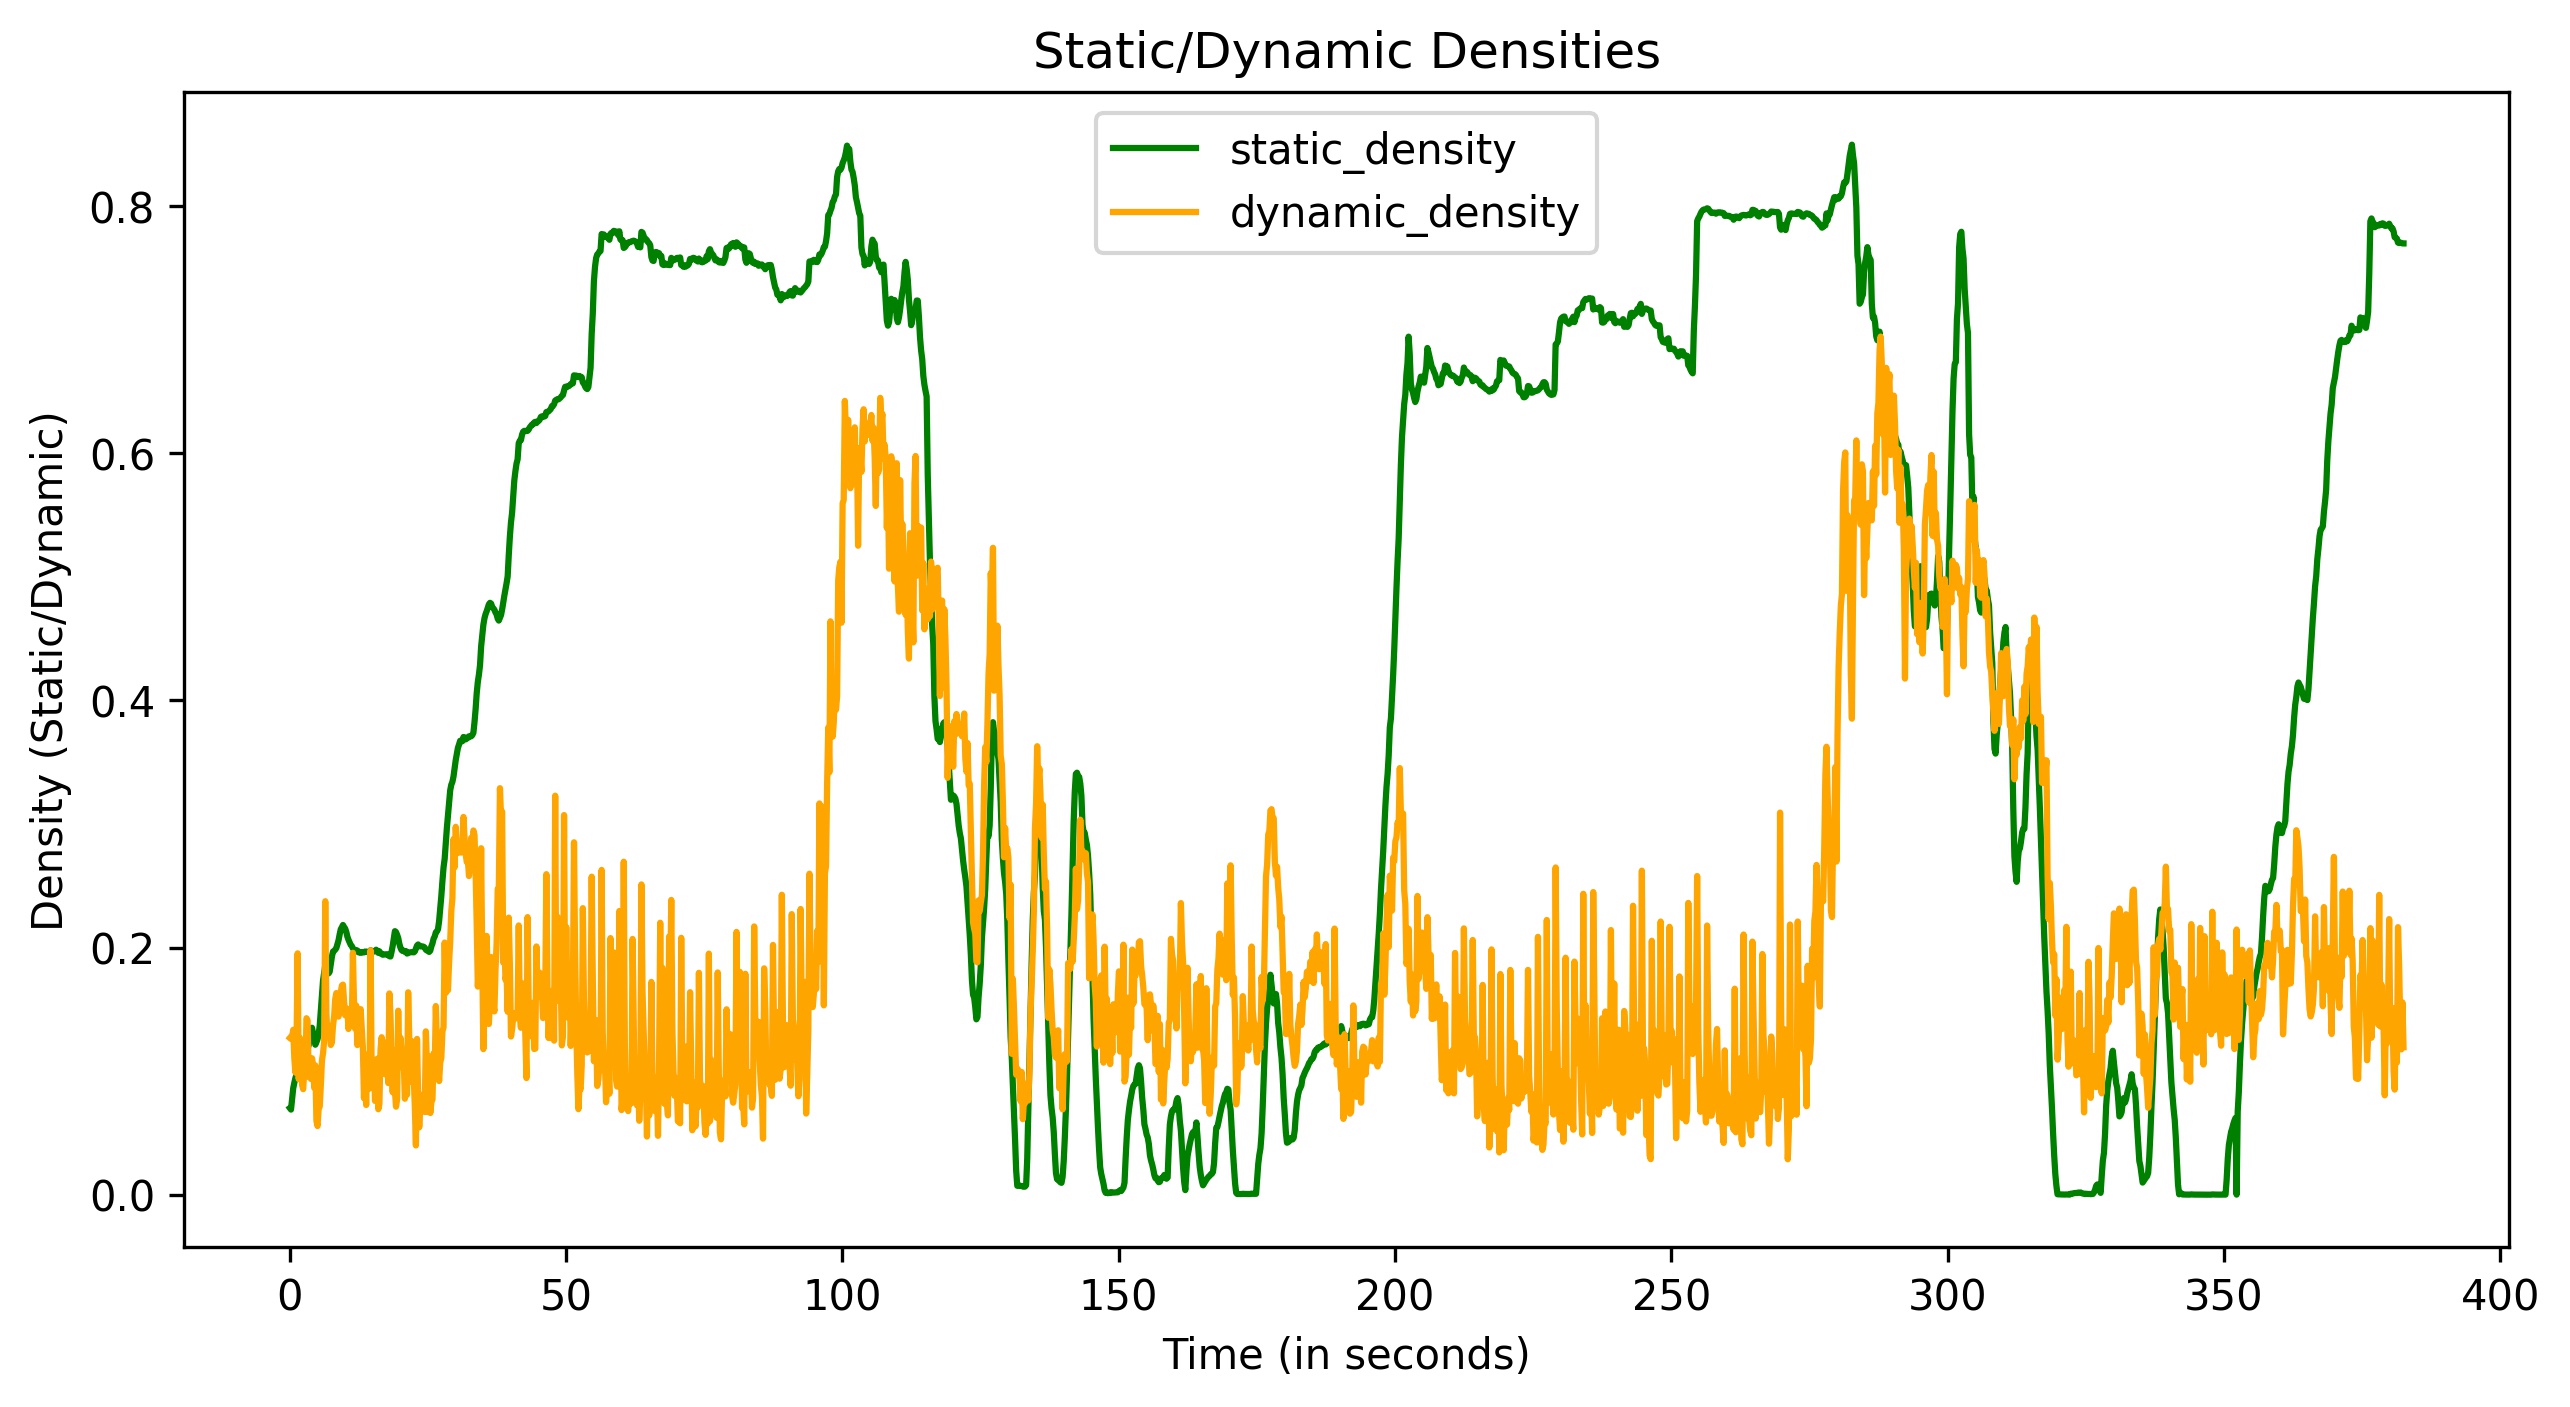 Static/Dynamic Densities
static_density
dynamic_density
Density (Static/Dynamic)
0.8
0.6
0.4
0.2
0.0
0 50 100 150 200 250 300 350 400
Time (in seconds)